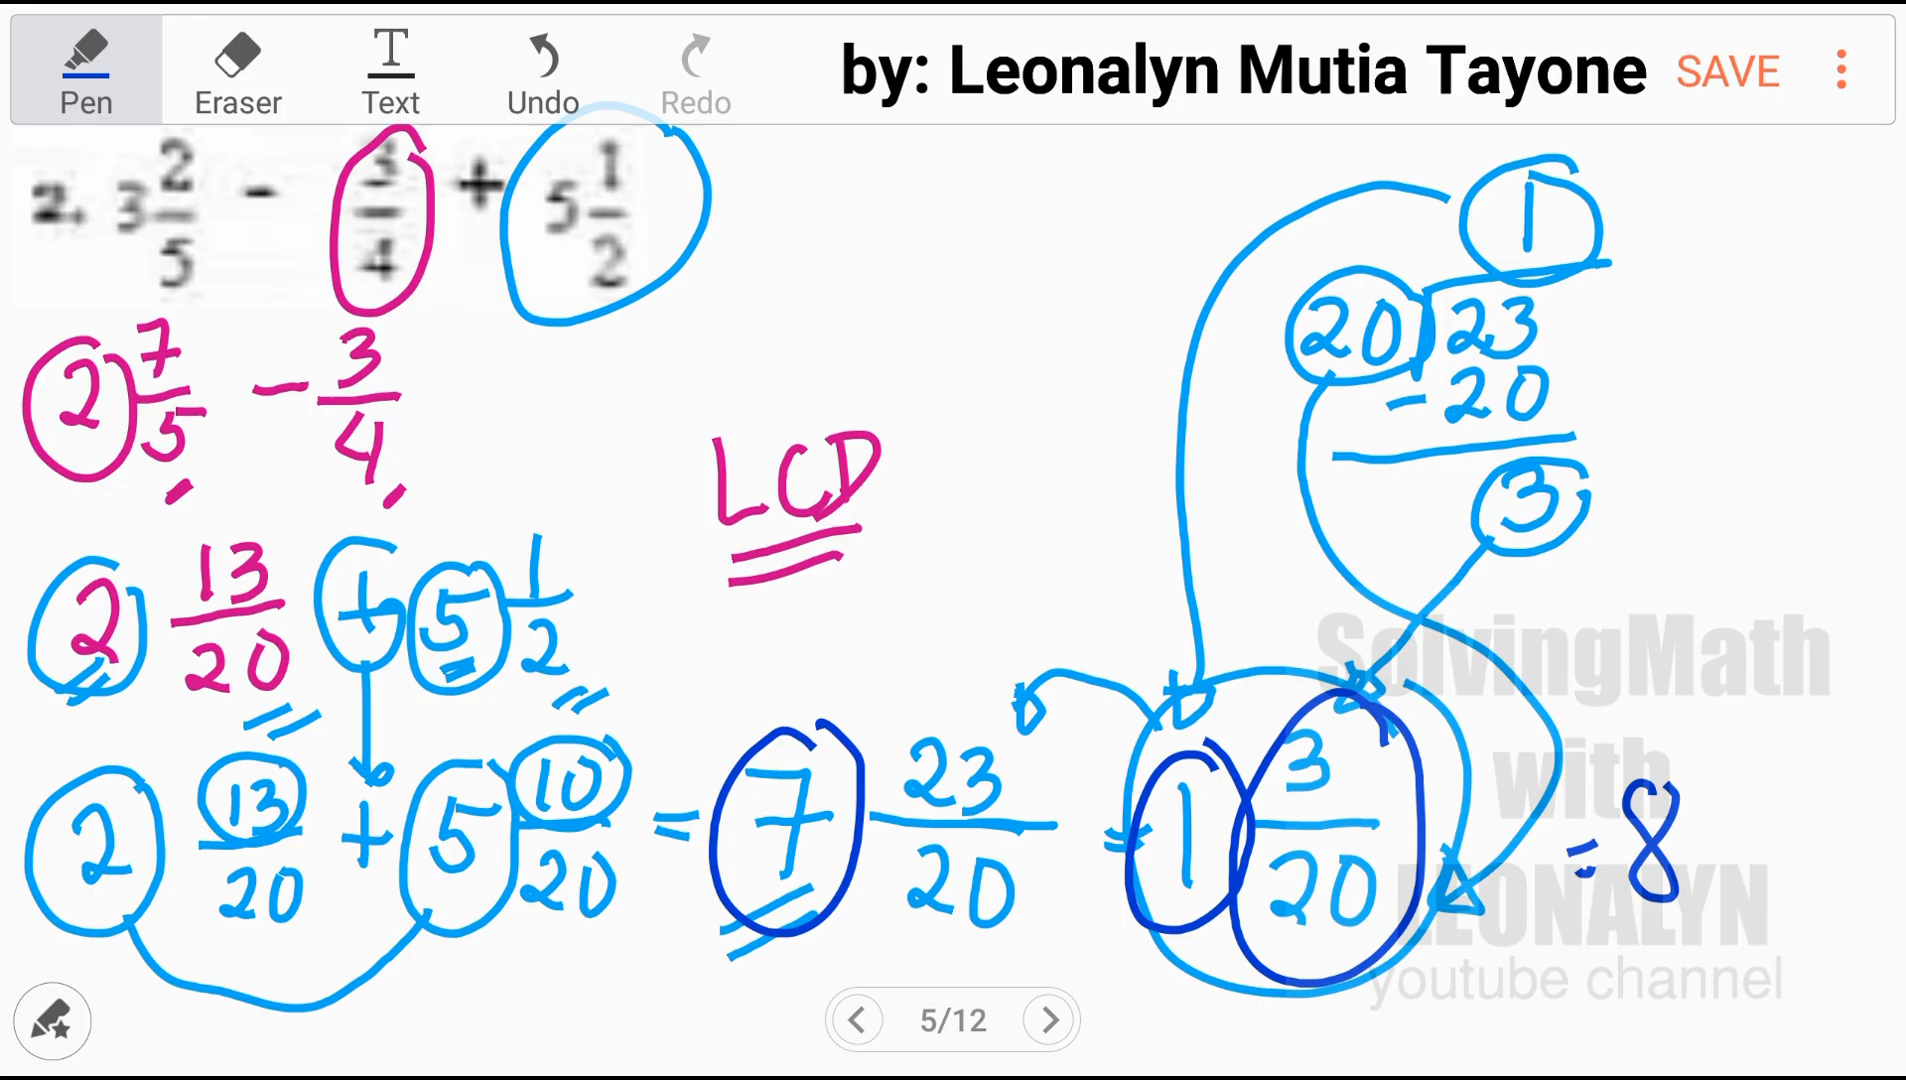 Pen Eraser Text Undo Redo by: Leonalyn Mutia Tayone SAVE
2. 3 2/5 - 3/4 + 5 1/2
1
20 23
- 20
3
2 7/5 - 3/4
LCD
2 13/20 + 5 1/2
2 13/20 + 5 10/20 = 7 23/20 = 1 3/20 = 8
SolvingMath
with
LEONALYN
youtube channel
5/12